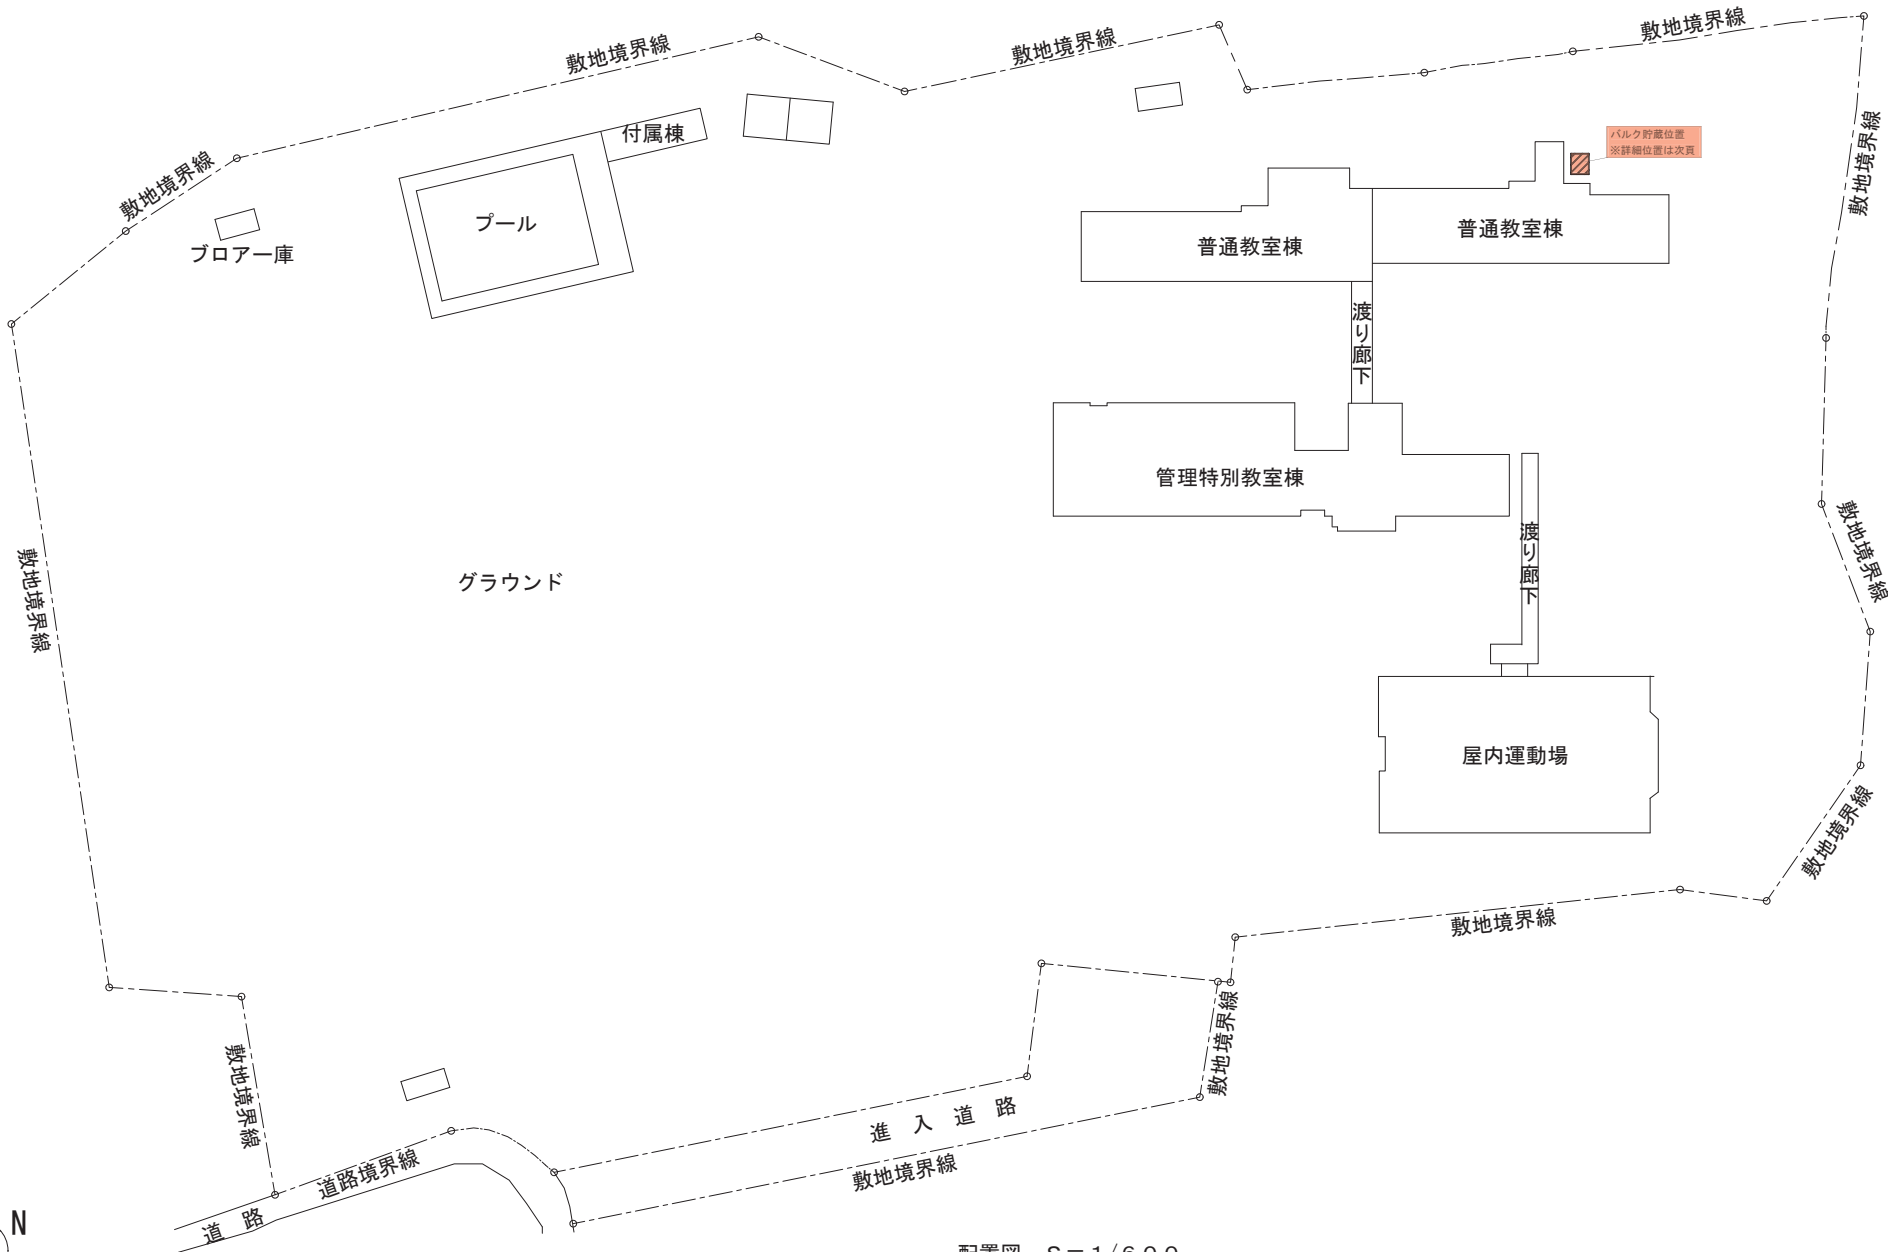 敷地境界線
敷地境界線
敷地境界線
敷地境界線
付属棟
バルク貯蔵位置
※詳細位置は次頁
敷地境界線
プール
ブロアー庫
普通教室棟
普通教室棟
渡り廊下
管理特別教室棟
敷地境界線
渡り廊下
グラウンド
敷地境界線
屋内運動場
敷地境界線
敷地境界線
敷地境界線
敷地境界線
進入道路
敷地境界線
道路境界線
道路
N
配置図 S=1/600